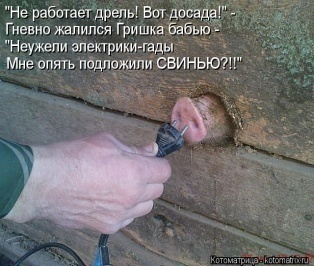 "Не работает дрель! Вот досада!" -
Гневно жалился Гришка бабью -
"Неужели электрики-гады
Мне опять подложили СВИНЬЮ?!!"
Котоматрица - kotomatrix.ru